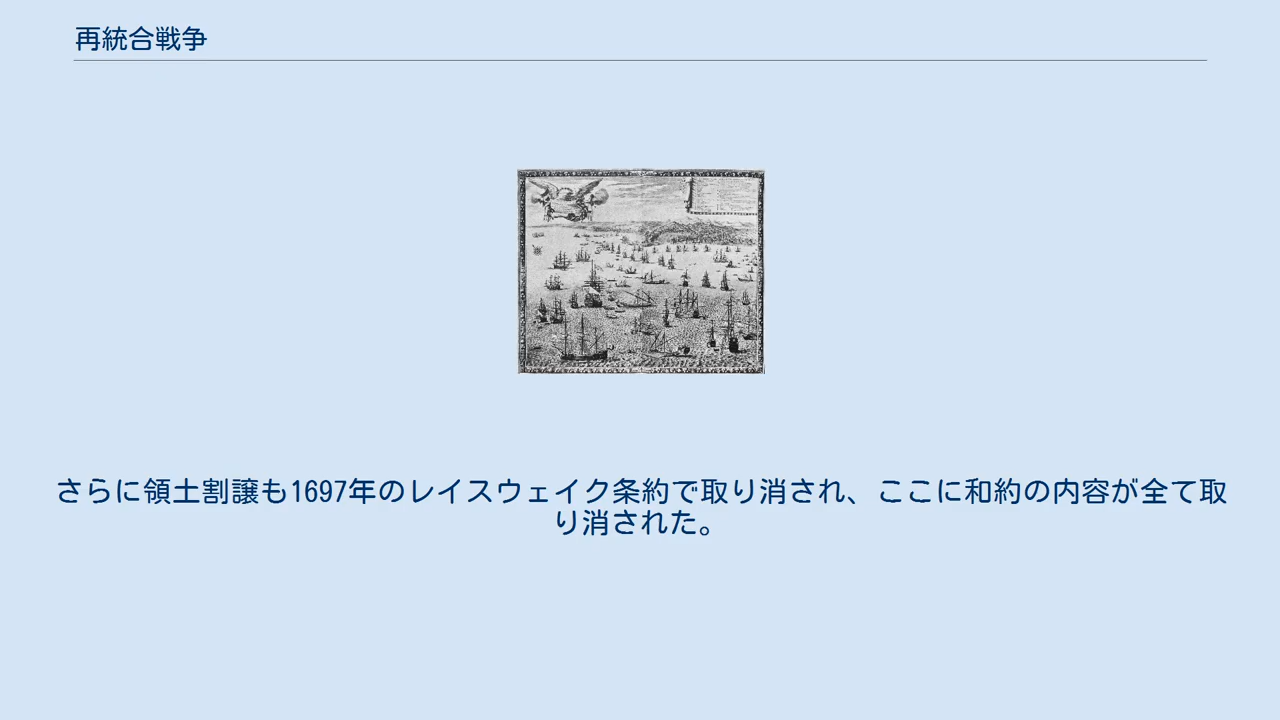 再統合戦争
さらに領土割譲も1697年のレイスウェイク条約で取り消され、ここに和約の内容が全て取
り消された。